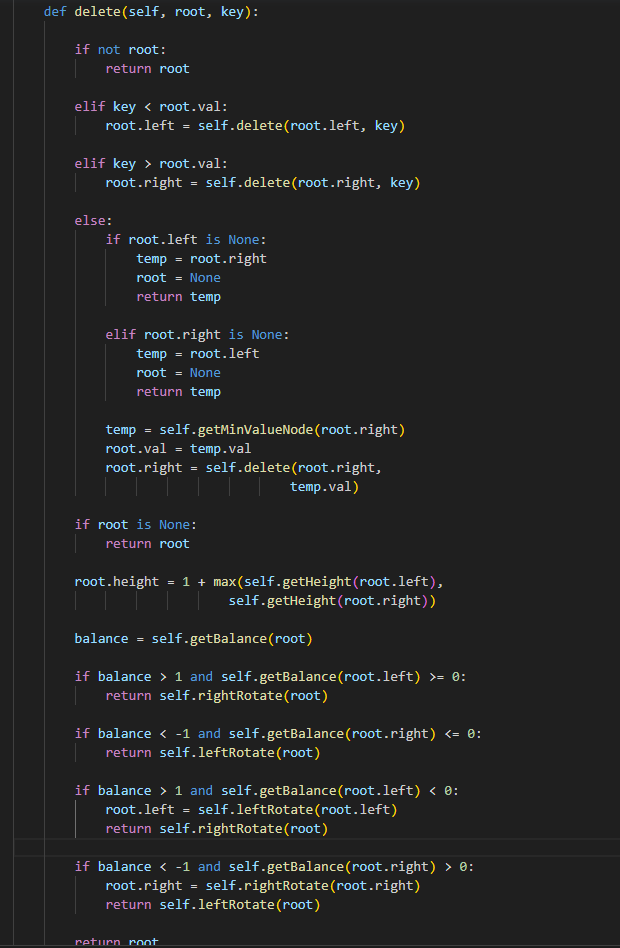 def delete(self, root, key):
if not root:
return root
elif key < root.val:
root.left = self.delete(root.left, key)
elif key > root.val:
root.right = self.delete(root.right, key)
else:
if root.left is None:
temp = root.right
root = None
return temp
elif root.right is None:
temp = root.left
root = None
return temp
temp = self.getMinValueNode(root.right)
root.val = temp.val
root.right = self.delete(root.right,
temp.val)
if root is None:
return root
root.height = 1 + max(self.getHeight(root.left),
self.getHeight(root.right))
balance = self.getBalance(root)
if balance > 1 and self.getBalance(root.left) >= 0:
return self.rightRotate(root)
if balance < -1 and self.getBalance(root.right) <= 0:
return self.leftRotate(root)
if balance > 1 and self.getBalance(root.left) < 0:
root.left = self.leftRotate(root.left)
return self.rightRotate(root)
if balance < -1 and self.getBalance(root.right) > 0:
root.right = self.rightRotate(root.right)
return self.leftRotate(root)
return root